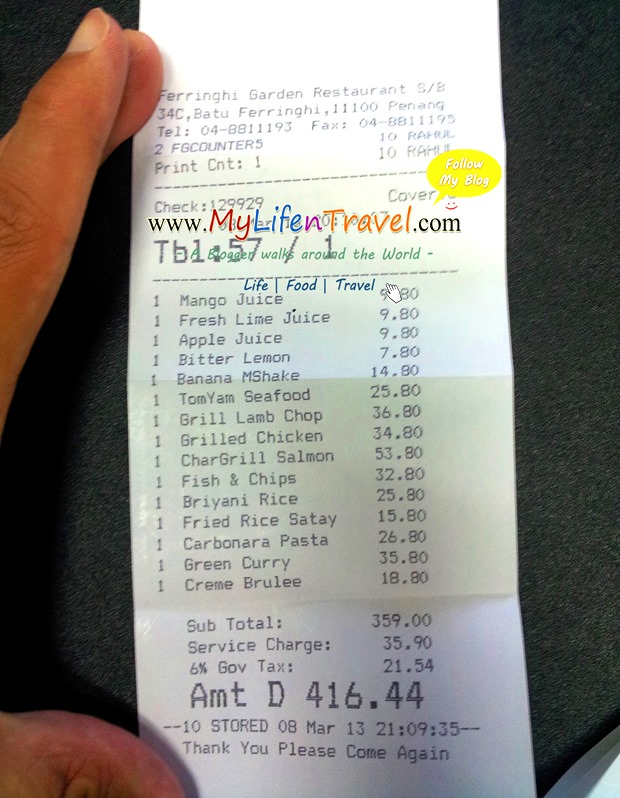 Ferringhi Garden Restaurant S/B
34C,Batu Ferringhi,11100 Penang
Tel: 04-8811193 Fax: 04-8811195
2 FGCOUNTER5 10 RAHUL
Print Cnt: 1 10 RAHUL
Follow
My Blog
Check:129929 Cover
www.MyLifenTravel.com
Tbl:57 / 1
- A Blogger walks around the World -
Life | Food | Travel
1 Mango Juice 9.80
1 Fresh Lime Juice 9.80
1 Apple Juice 9.80
1 Bitter Lemon 7.80
1 Banana MShake 14.80
1 TomYam Seafood 25.80
1 Grill Lamb Chop 36.80
1 Grilled Chicken 34.80
1 CharGrill Salmon 53.80
1 Fish & Chips 32.80
1 Briyani Rice 25.80
1 Fried Rice Satay 15.80
1 Carbonara Pasta 26.80
1 Green Curry 35.80
1 Creme Brulee 18.80
Sub Total: 359.00
Service Charge: 35.90
6% Gov Tax: 21.54
Amt D 416.44
--10 STORED 08 Mar 13 21:09:35--
Thank You Please Come Again